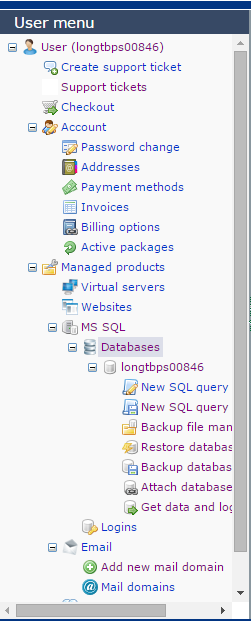 User menu
User (longtbps00846)
Create support ticket
Support tickets
Checkout
Account
Password change
Addresses
Payment methods
Invoices
Billing options
Active packages
Managed products
Virtual servers
Websites
MS SQL
Databases
longtbps00846
New SQL query
New SQL query
Backup file man
Restore databas
Backup databas
Attach database
Get data and log
Logins
Email
Add new mail domain
Mail domains